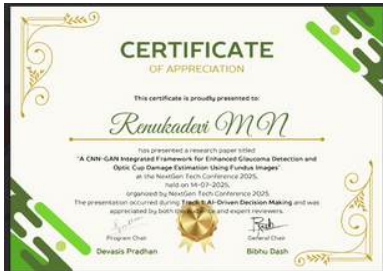 CERTIFICATE
OF APPRECIATION
This certificate is proudly presented to:
Renukadevi M N
has presented a research paper titled
"A CNN-GAN Integrated Framework for Enhanced Glaucoma Detection and
Optic Cup Damage Estimation Using Fundus Images"
at the NextGen Tech Conference 2025,
held on 14-07-2025,
organized by NextGen Tech Conference 2025.
The presentation occurred during Track 1: AI-Driven Decision Making and was
appreciated by both the audience and expert reviewers.
Program Chair
General Chair
Devasis Pradhan
Bibhu Dash